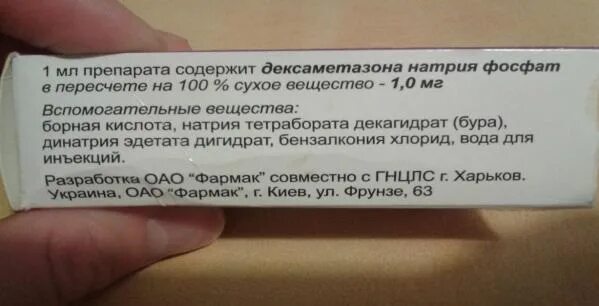 1 мл препарата содержит дексаметазона натрия фосфат
в пересчете на 100 % сухое вещество - 1,0 мг
Вспомогательные вещества:
борная кислота, натрия тетрабората декагидрат (бура),
динатрия эдетата дигидрат, бензалкония хлорид, вода для
инъекций.
Разработка ОАО "Фармак" совместно с ГНЦЛС г. Харьков.
Украина, ОАО "Фармак", г. Киев, ул. Фрунзе, 63